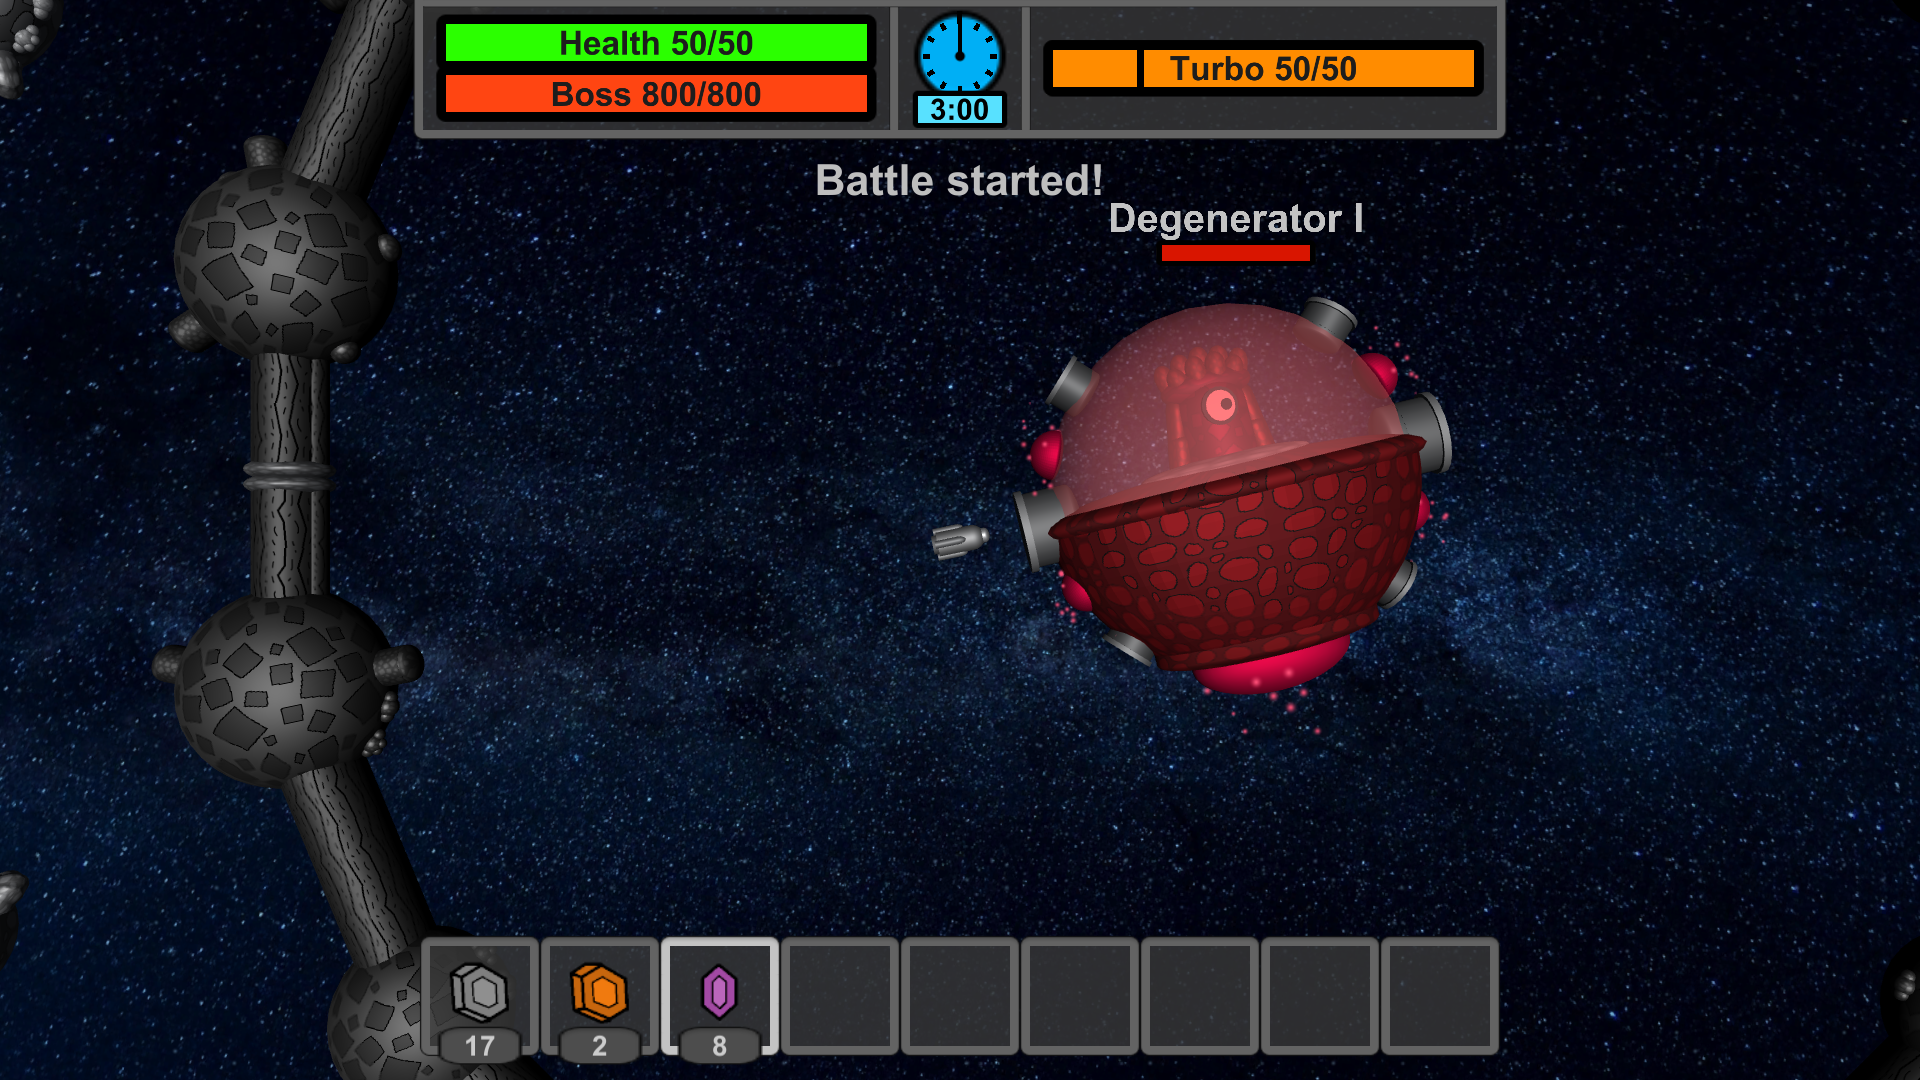 Health 50/50
Boss 800/800
3:00
Turbo 50/50
Battle started!
Degenerator I
17
2
8